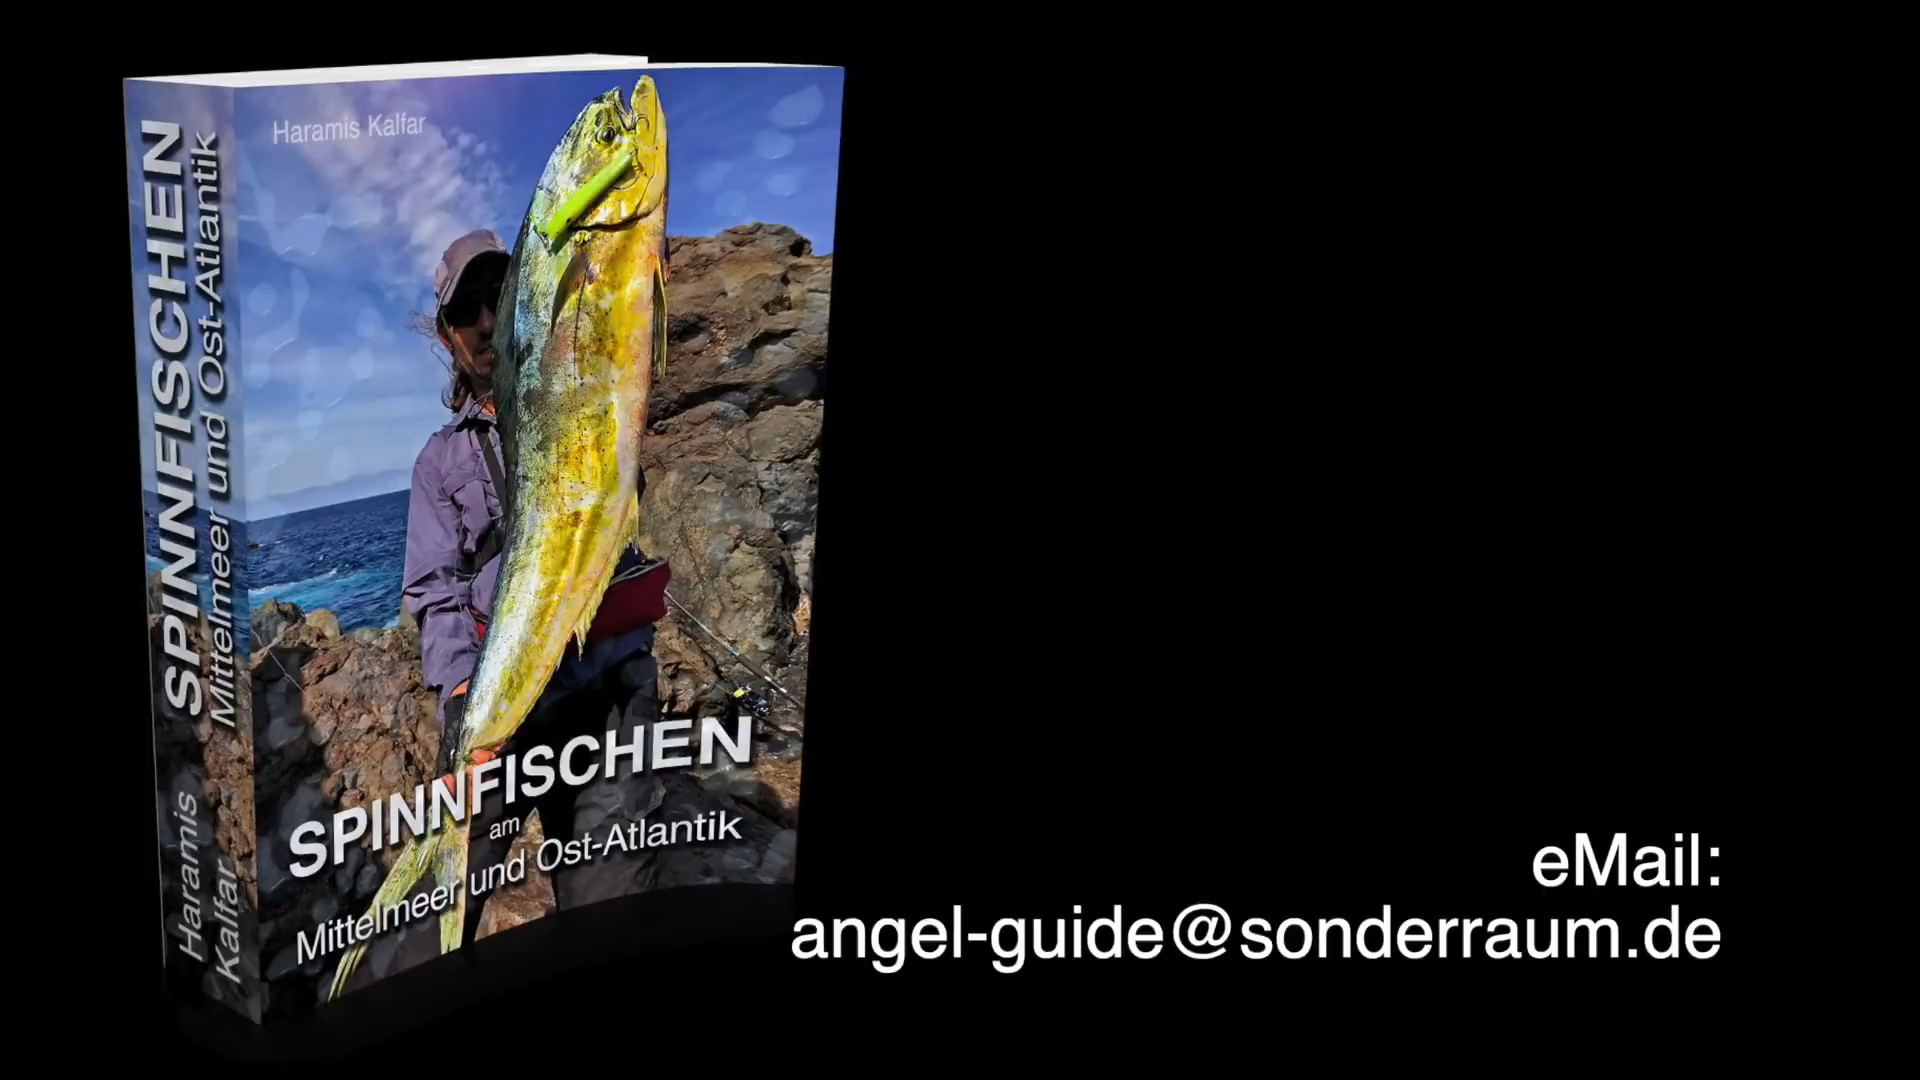 SPINNFISCHEN
Mittelmeer und Ost-Atlantik
Haramis
Kalfar
Haramis Kalfar
SPINNFISCHEN
am
Mittelmeer und Ost-Atlantik
eMail:
angel-guide@sonderraum.de